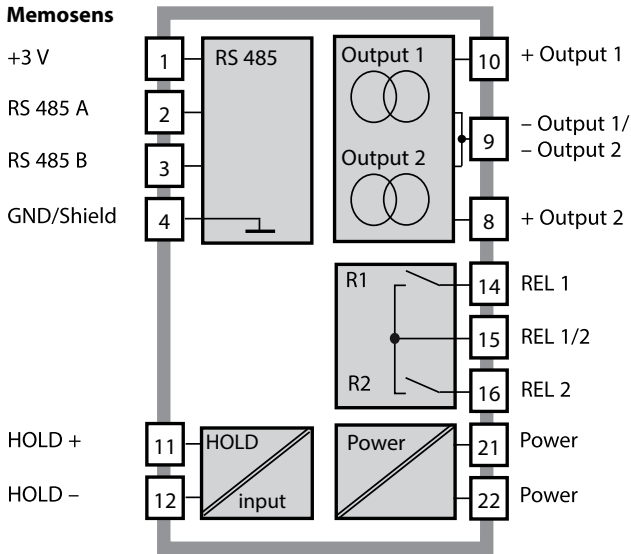 Memosens
+3 V
1
RS 485
Output 1
10
+ Output 1
RS 485 A
2
RS 485 B
3
Output 2
9
– Output 1/
– Output 2
GND/Shield
4
8
+ Output 2
R1
14
REL 1
15
REL 1/2
R2
16
REL 2
HOLD +
11
HOLD
Power
21
Power
HOLD –
12
input
22
Power